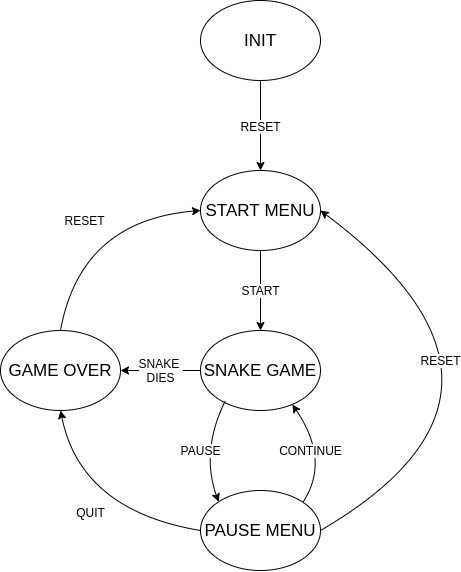 INIT
RESET
START MENU
RESET
START
RESET
GAME OVER
SNAKE
DIES
SNAKE GAME
PAUSE
CONTINUE
QUIT
PAUSE MENU